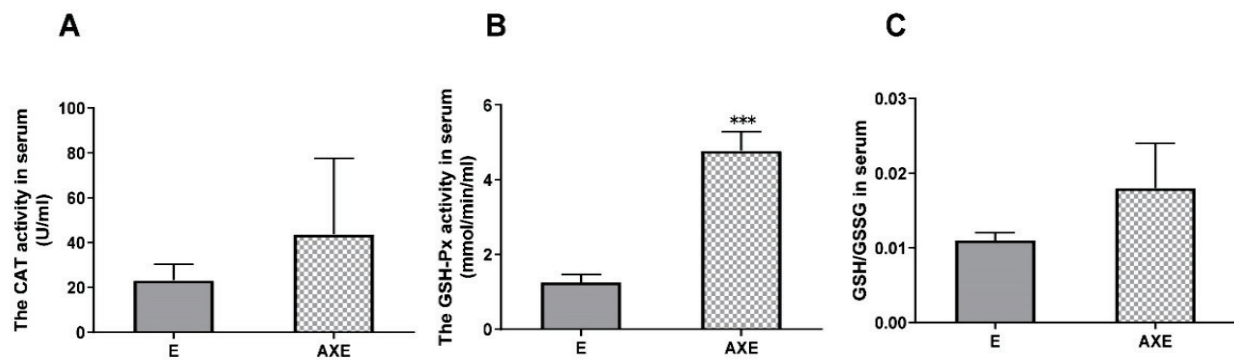 A
The CAT activity in serum
(U/ml)
100
80
60
40
20
0
E
AXE
B
The GSH-Px activity in serum
(mmol/min/ml)
6
4
2
0
***
E
AXE
C
GSH/GSSG in serum
0.03
0.02
0.01
0.00
E
AXE